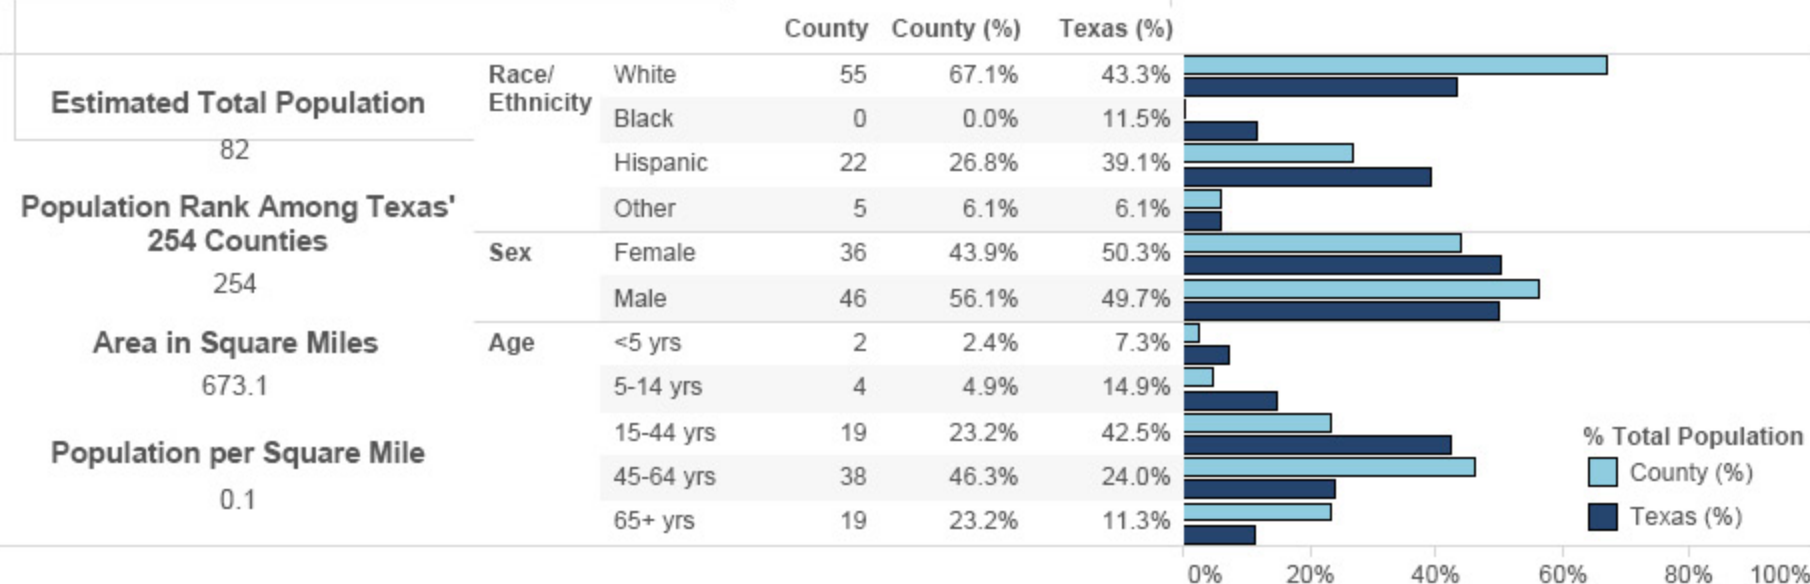 County County (%) Texas (%)
Estimated Total Population
82
Population Rank Among Texas'
254 Counties
254
Area in Square Miles
673.1
Population per Square Mile
0.1
Race/
Ethnicity
White 55 67.1% 43.3%
Black 0 0.0% 11.5%
Hispanic 22 26.8% 39.1%
Other 5 6.1% 6.1%
Sex Female 36 43.9% 50.3%
Male 46 56.1% 49.7%
Age <5 yrs 2 2.4% 7.3%
5-14 yrs 4 4.9% 14.9%
15-44 yrs 19 23.2% 42.5%
45-64 yrs 38 46.3% 24.0%
65+ yrs 19 23.2% 11.3%
% Total Population
County (%)
Texas (%)
0% 20% 40% 60% 80% 100%